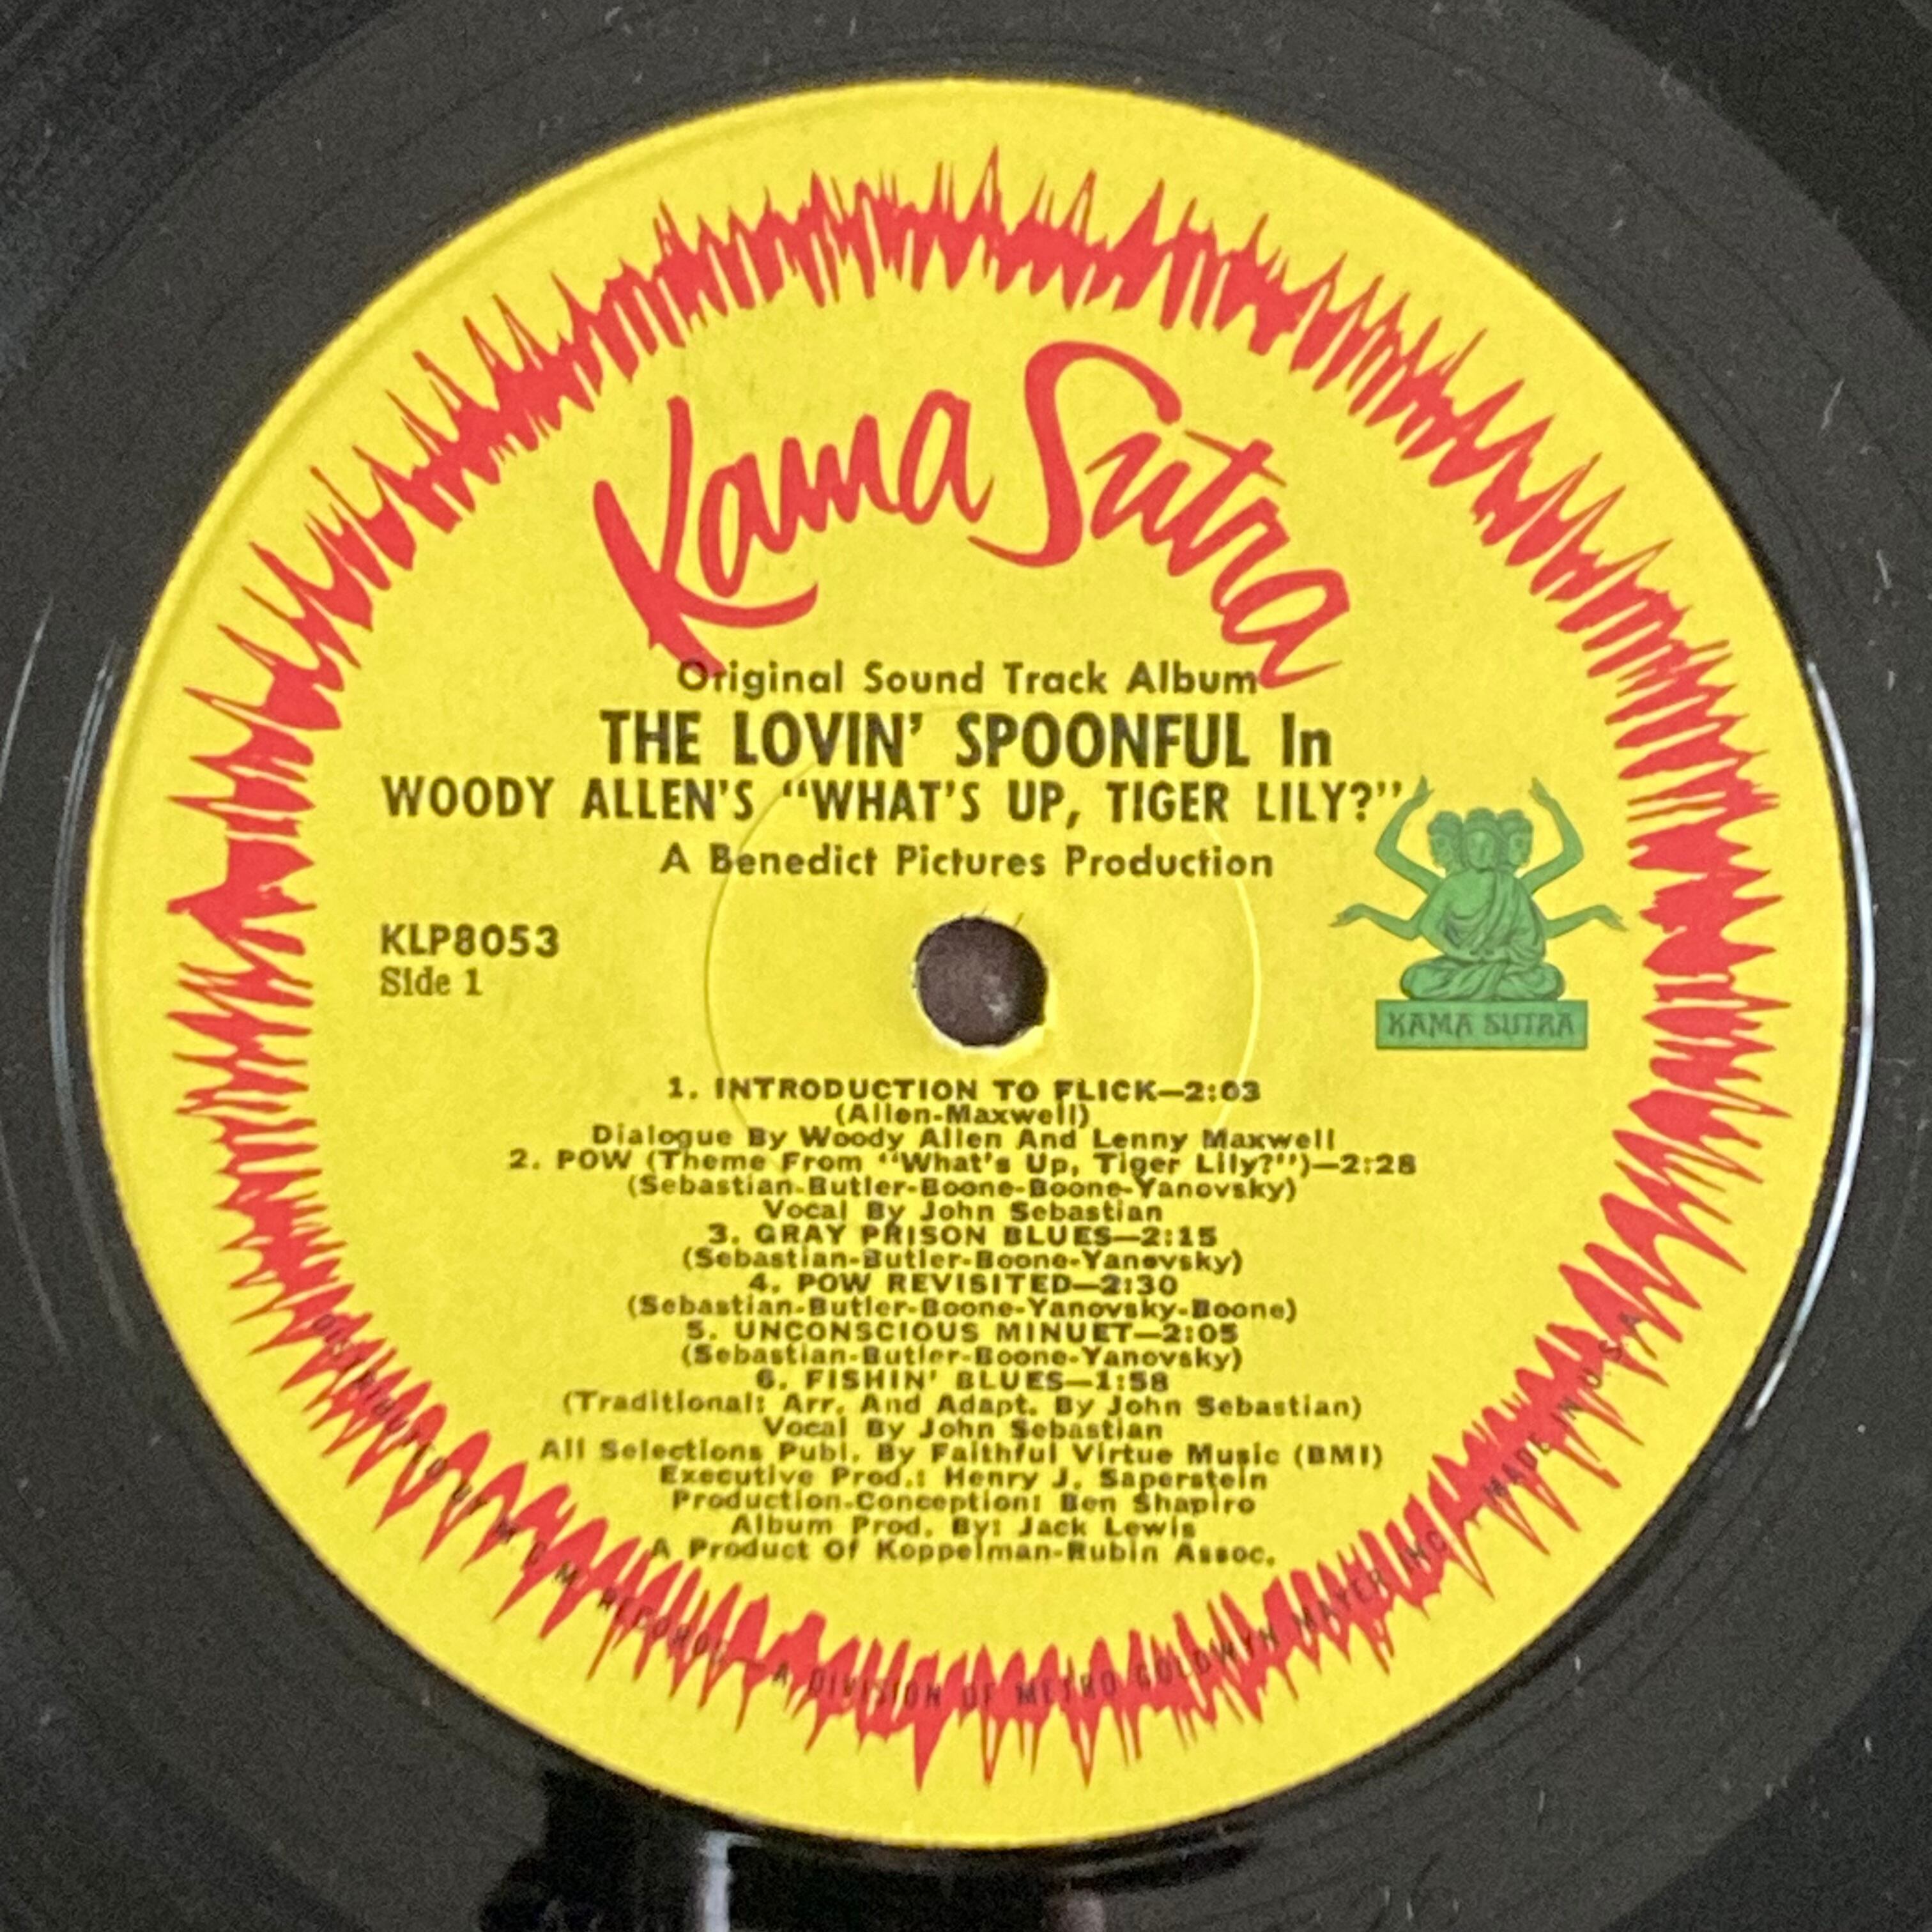 Kama Sutra
Original Sound Track Album
THE LOVIN' SPOONFUL In
WOODY ALLEN'S "WHAT'S UP, TIGER LILY?"
A Benedict Pictures Production
KLP8053
Side 1
KAMA SUTRA
1. INTRODUCTION TO FLICK—2:03
(Allen-Maxwell)
Dialogue By Woody Allen And Lenny Maxwell
2. POW (Theme From "What's Up, Tiger Lily?")—2:28
(Sebastian-Butler-Boone-Boone-Yanovsky)
Vocal By John Sebastian
3. GRAY PRISON BLUES—2:15
(Sebastian-Butler-Boone-Yanovsky)
4. POW REVISITED—2:30
(Sebastian-Butler-Boone-Yanovsky-Boone)
5. UNCONSCIOUS MINUET—2:05
(Sebastian-Butler-Boone-Yanovsky)
6. FISHIN' BLUES—1:58
(Traditional: Arr. And Adapt. By John Sebastian)
Vocal By John Sebastian
All Selections Publ. By Faithful Virtue Music (BMI)
Executive Prod.: Henry J. Saperstein
Production-Conception: Ben Shapiro
Album Prod. By: Jack Lewis
A Product Of Koppelman-Rubin Assoc.
DISTRIBUTED BY M G M RECORDS—A DIVISION OF METRO GOLDWYN MAYER INC.—MADE IN U.S.A.